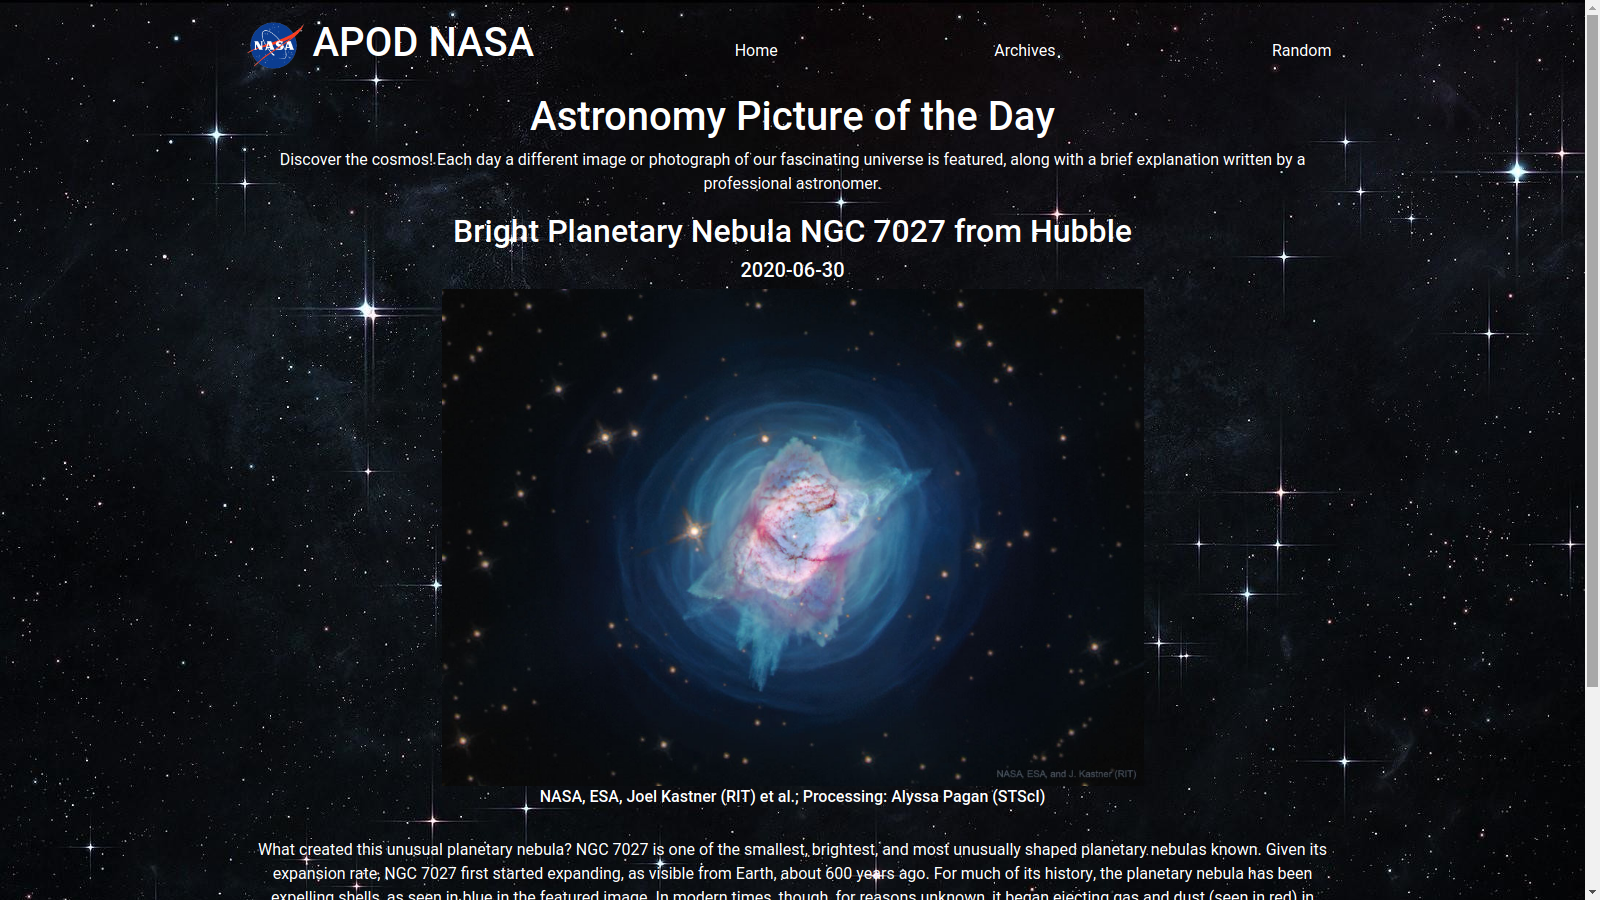 NASA APOD NASA
Home Archives Random
Astronomy Picture of the Day
Discover the cosmos! Each day a different image or photograph of our fascinating universe is featured, along with a brief explanation written by a
professional astronomer.
Bright Planetary Nebula NGC 7027 from Hubble
2020-06-30
NASA, ESA, and J. Kastner (RIT)
NASA, ESA, Joel Kastner (RIT) et al.; Processing: Alyssa Pagan (STScI)
What created this unusual planetary nebula? NGC 7027 is one of the smallest, brightest, and most unusually shaped planetary nebulas known. Given its
expansion rate, NGC 7027 first started expanding, as visible from Earth, about 600 years ago. For much of its history, the planetary nebula has been
expelling shells, as seen in blue in the featured image. In modern times, though, for reasons unknown, it began ejecting gas and dust (seen in red) in